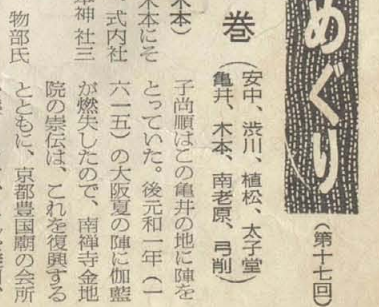 めぐり
(第十七回)
巻
安中、渋川、植松、太子堂
亀井、木本、南老原、弓削
子尚順はこの亀井の地に陣を
とっていた。後元和一年（一
六一五）の大阪夏の陣に伽藍
が燃失したので、南禅寺金地
院の崇伝は、これを復興する
とともに、京都豊国廟の会所
木本）
木本にそ
、式内社
神社三
物部氏